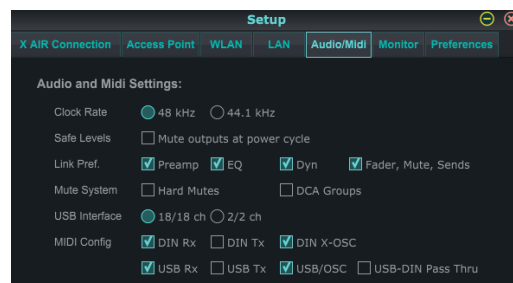 Setup
X AIR Connection Access Point WLAN LAN Audio/Midi Monitor Preferences
Audio and Midi Settings:
Clock Rate 48 kHz 44.1 kHz
Safe Levels Mute outputs at power cycle
Link Pref. Preamp EQ Dyn Fader, Mute, Sends
Mute System Hard Mutes DCA Groups
USB Interface 18/18 ch 2/2 ch
MIDI Config DIN Rx DIN Tx DIN X-OSC
USB Rx USB Tx USB/OSC USB-DIN Pass Thru